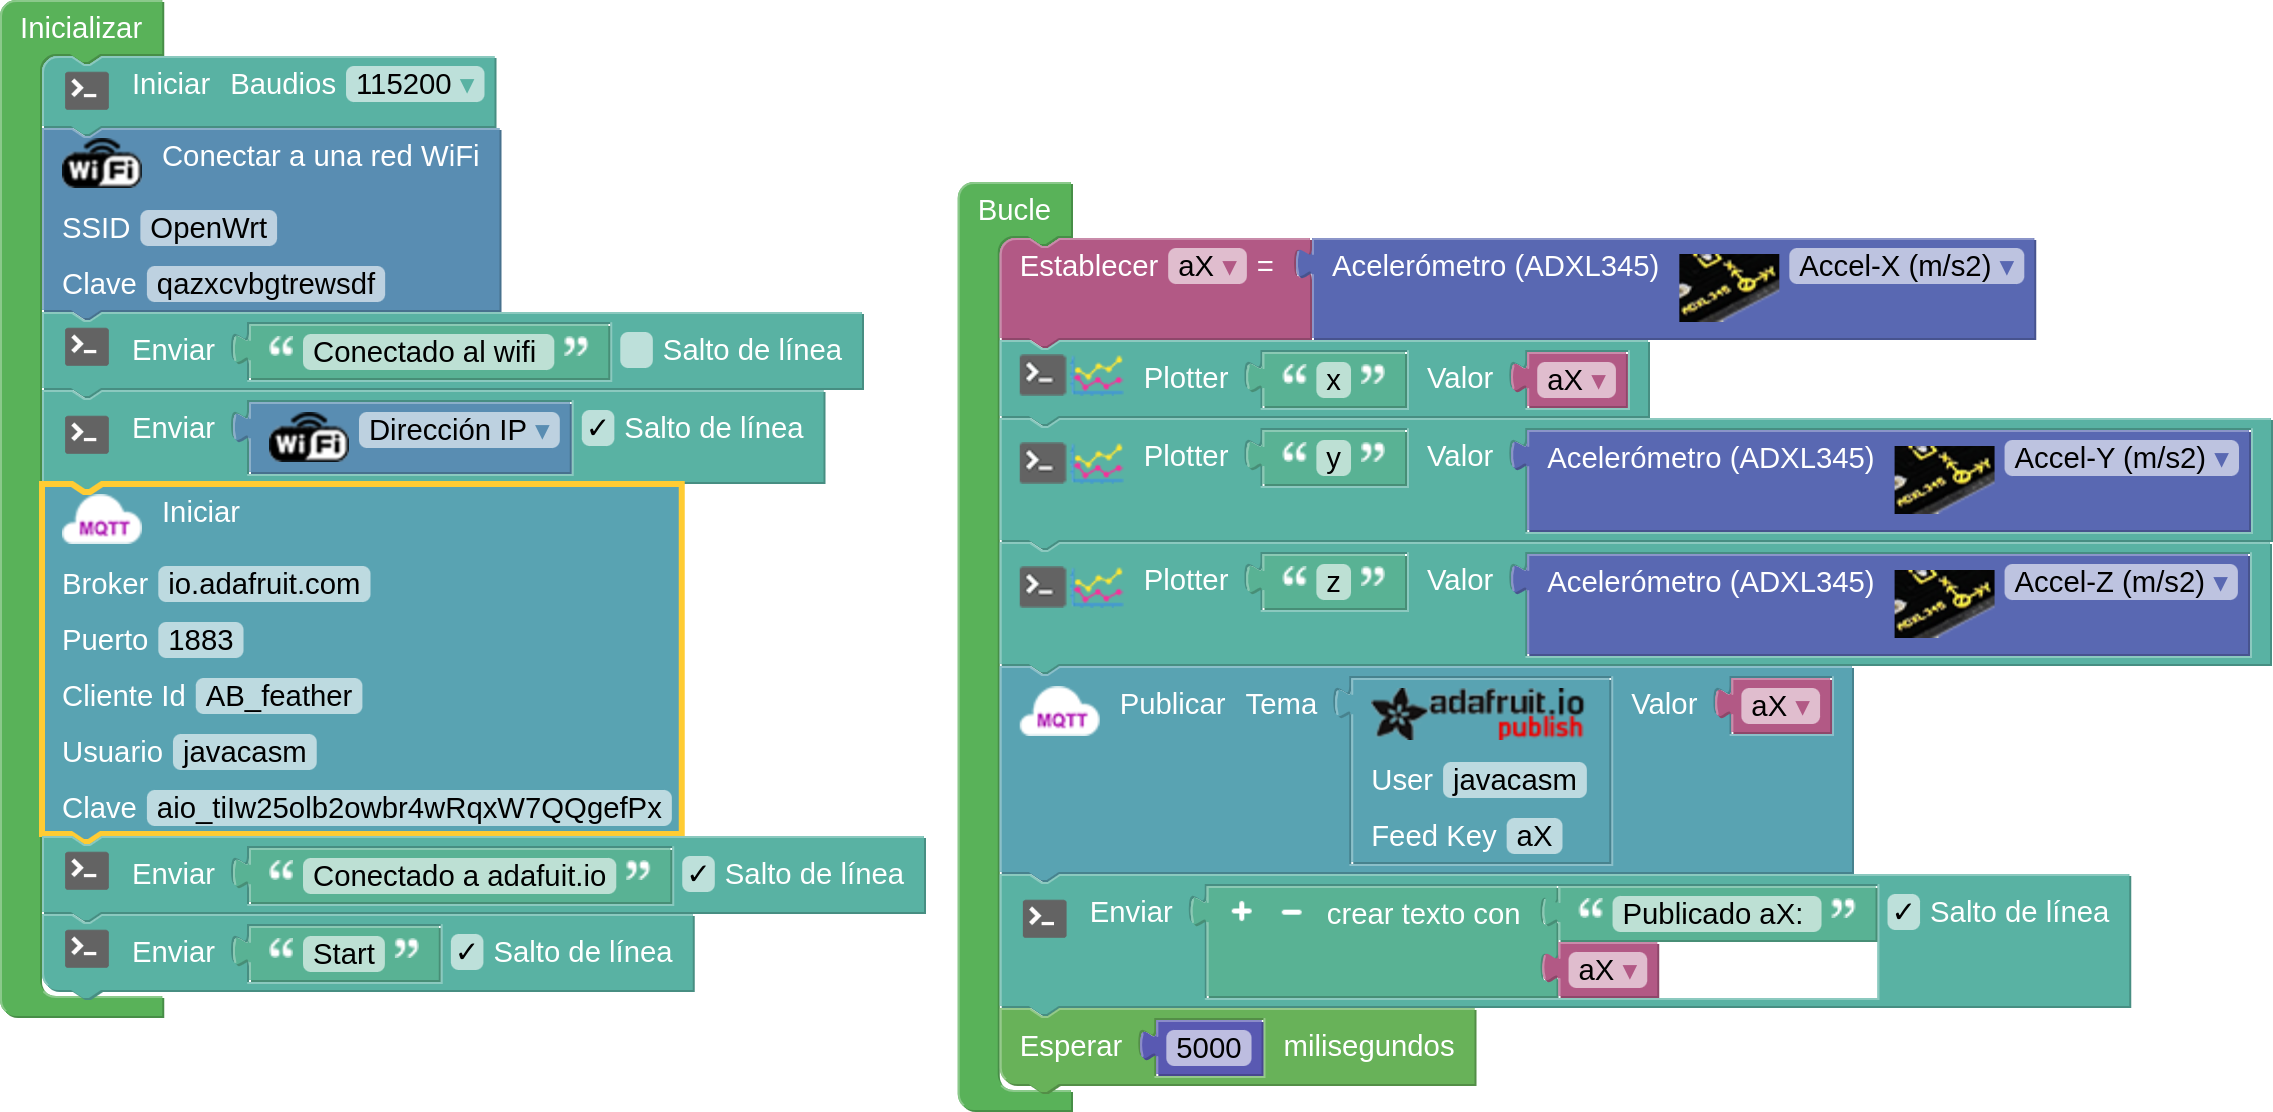 Inicializar
Iniciar Baudios 115200 ▾
WiFi Conectar a una red WiFi
SSID OpenWrt
Clave qazxcvbgtrewsdf
Enviar “ Conectado al wifi ” Salto de línea
Enviar WiFi Dirección IP ▾ ✓ Salto de línea
MQTT Iniciar
Broker io.adafruit.com
Puerto 1883
Cliente Id AB_feather
Usuario javacasm
Clave aio_tiIw25olb2owbr4wRqxW7QQgefPx
Enviar “ Conectado a adafuit.io ” ✓ Salto de línea
Enviar “ Start ” ✓ Salto de línea
Bucle
Establecer aX ▾ = Acelerómetro (ADXL345) ADXL345 Accel-X (m/s2) ▾
Plotter “ x ” Valor aX ▾
Plotter “ y ” Valor Acelerómetro (ADXL345) ADXL345 Accel-Y (m/s2) ▾
Plotter “ z ” Valor Acelerómetro (ADXL345) ADXL345 Accel-Z (m/s2) ▾
MQTT Publicar Tema adafruit.io Valor aX ▾
publish
User javacasm
Feed Key aX
Enviar + − crear texto con “ Publicado aX: ” ✓ Salto de línea
aX ▾
Esperar 5000 milisegundos